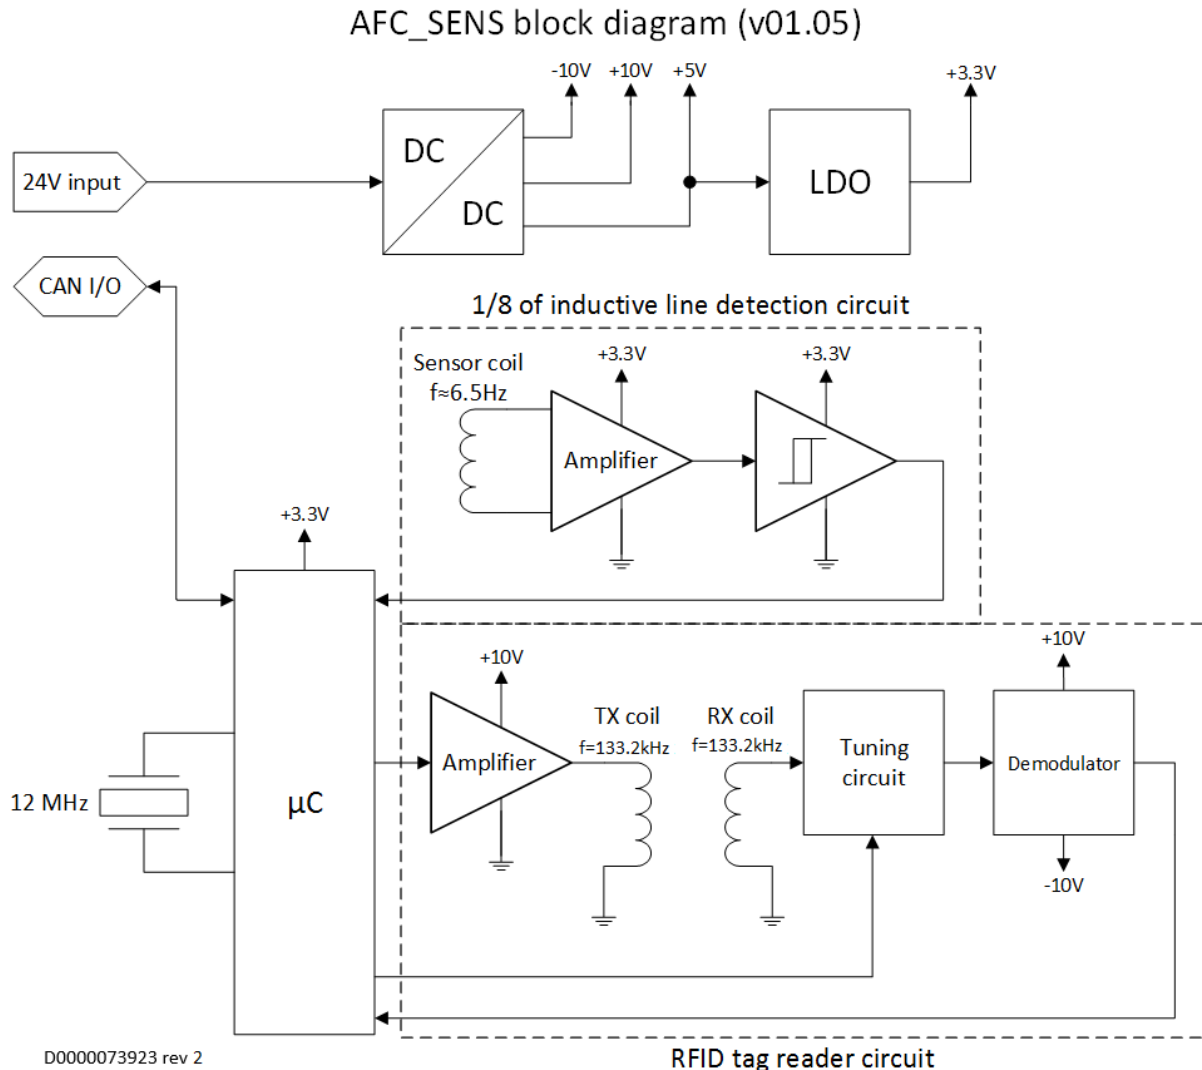 AFC_SENS block diagram (v01.05)
-10V +10V +5V +3.3V
DC
DC
24V input
LDO
CAN I/O
1/8 of inductive line detection circuit
Sensor coil
f≈6.5Hz
+3.3V
+3.3V
Amplifier
+3.3V
+10V
+10V
TX coil
f=133.2kHz
RX coil
f=133.2kHz
Amplifier
Tuning
circuit
Demodulator
12 MHz
µC
-10V
D0000073923 rev 2
RFID tag reader circuit